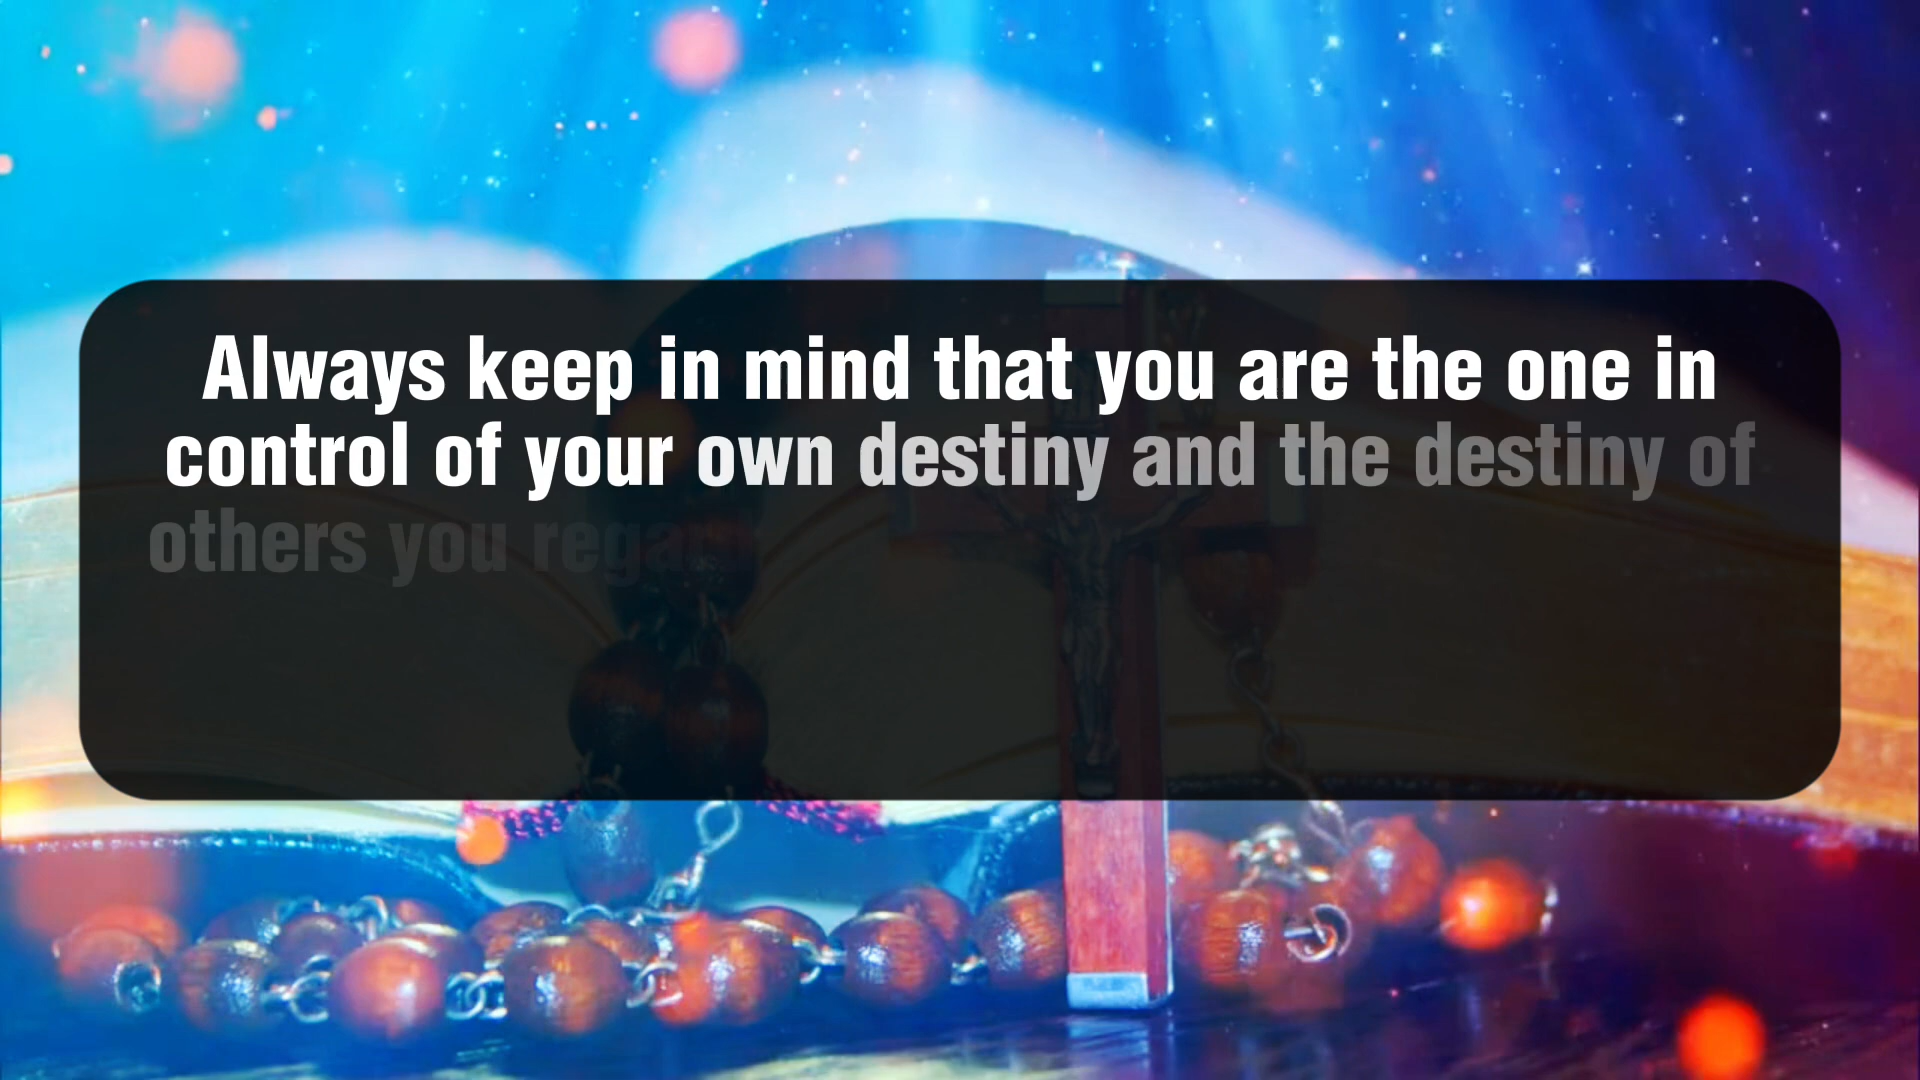 Always keep in mind that you are the one in
control of your own destiny and the destiny of
others you